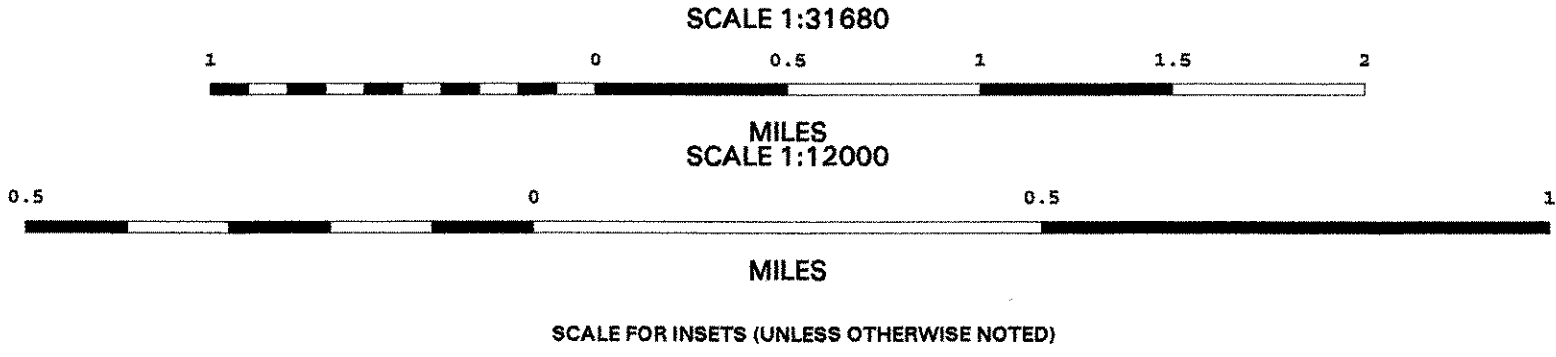 SCALE 1:31680
1 0 0.5 1 1.5 2
MILES
SCALE 1:12000
0.5 0 0.5 1
MILES
SCALE FOR INSETS (UNLESS OTHERWISE NOTED)